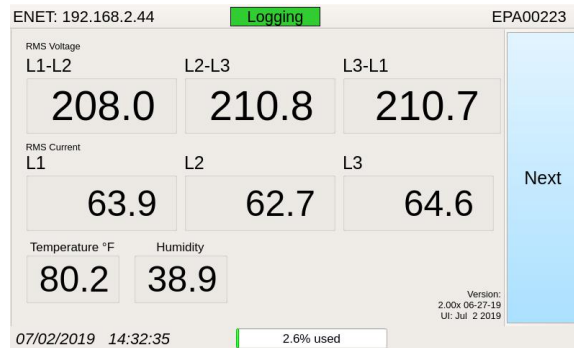 ENET: 192.168.2.44 Logging EPA00223
RMS Voltage
L1-L2 L2-L3 L3-L1
208.0 210.8 210.7
RMS Current
L1 L2 L3
63.9 62.7 64.6
Next
Temperature °F Humidity
80.2 38.9
Version:
2.00x 06-27-19
UI: Jul 2 2019
07/02/2019 14:32:35 2.6% used